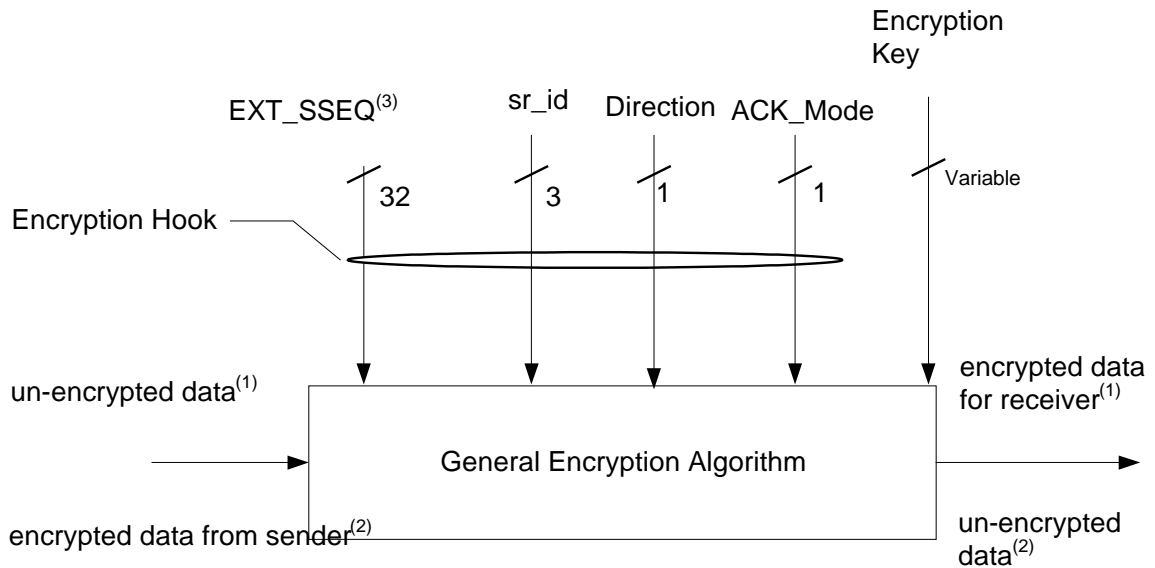 Encryption
Key
EXT_SSEQ(3)
sr_id
Direction
ACK_Mode
32
3
1
1
Variable
Encryption Hook
un-encrypted data(1)
encrypted data
for receiver(1)
General Encryption Algorithm
encrypted data from sender(2)
un-encrypted
data(2)